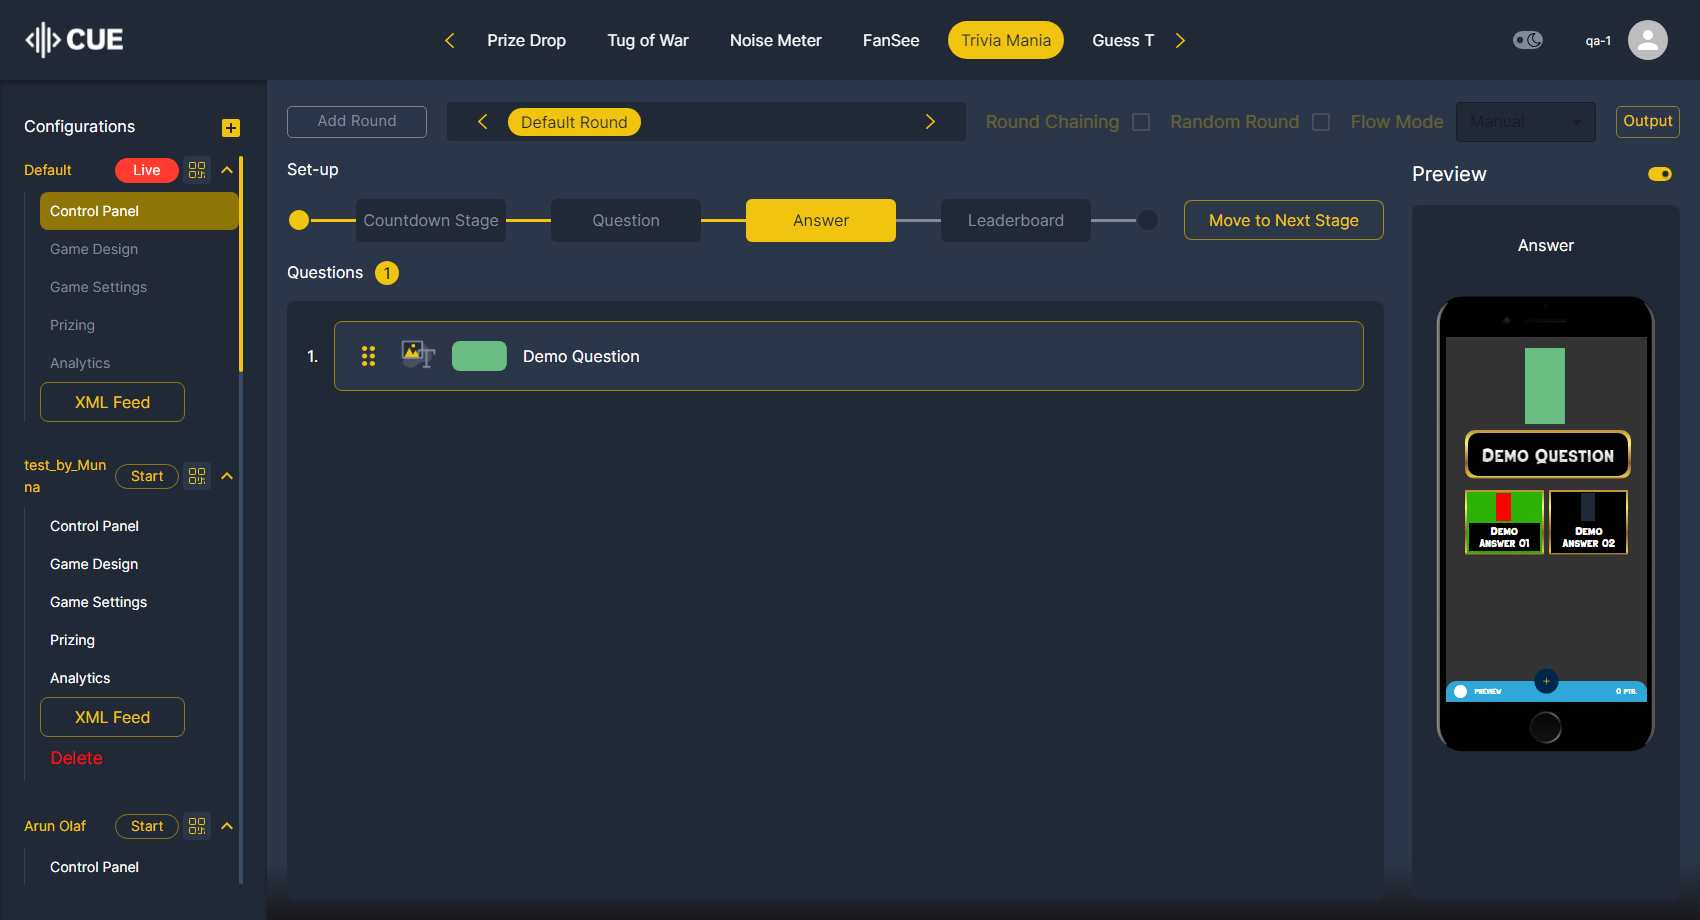 CUE
Prize Drop
Tug of War
Noise Meter
FanSee
Trivia Mania
Guess T
qa-1
Configurations
Default
Live
Control Panel
Game Design
Game Settings
Prizing
Analytics
XML Feed
test_by_Mun
na
Start
Control Panel
Game Design
Game Settings
Prizing
Analytics
XML Feed
Delete
Arun Olaf
Start
Control Panel
Add Round
Default Round
Round Chaining
Random Round
Flow Mode
Manual
Output
Set-up
Countdown Stage
Question
Answer
Leaderboard
Move to Next Stage
Questions
1
1.
Demo Question
Preview
Answer
DEMO QUESTION
DEMO
ANSWER 01
DEMO
ANSWER 02
PREVIEW
0 PTS.